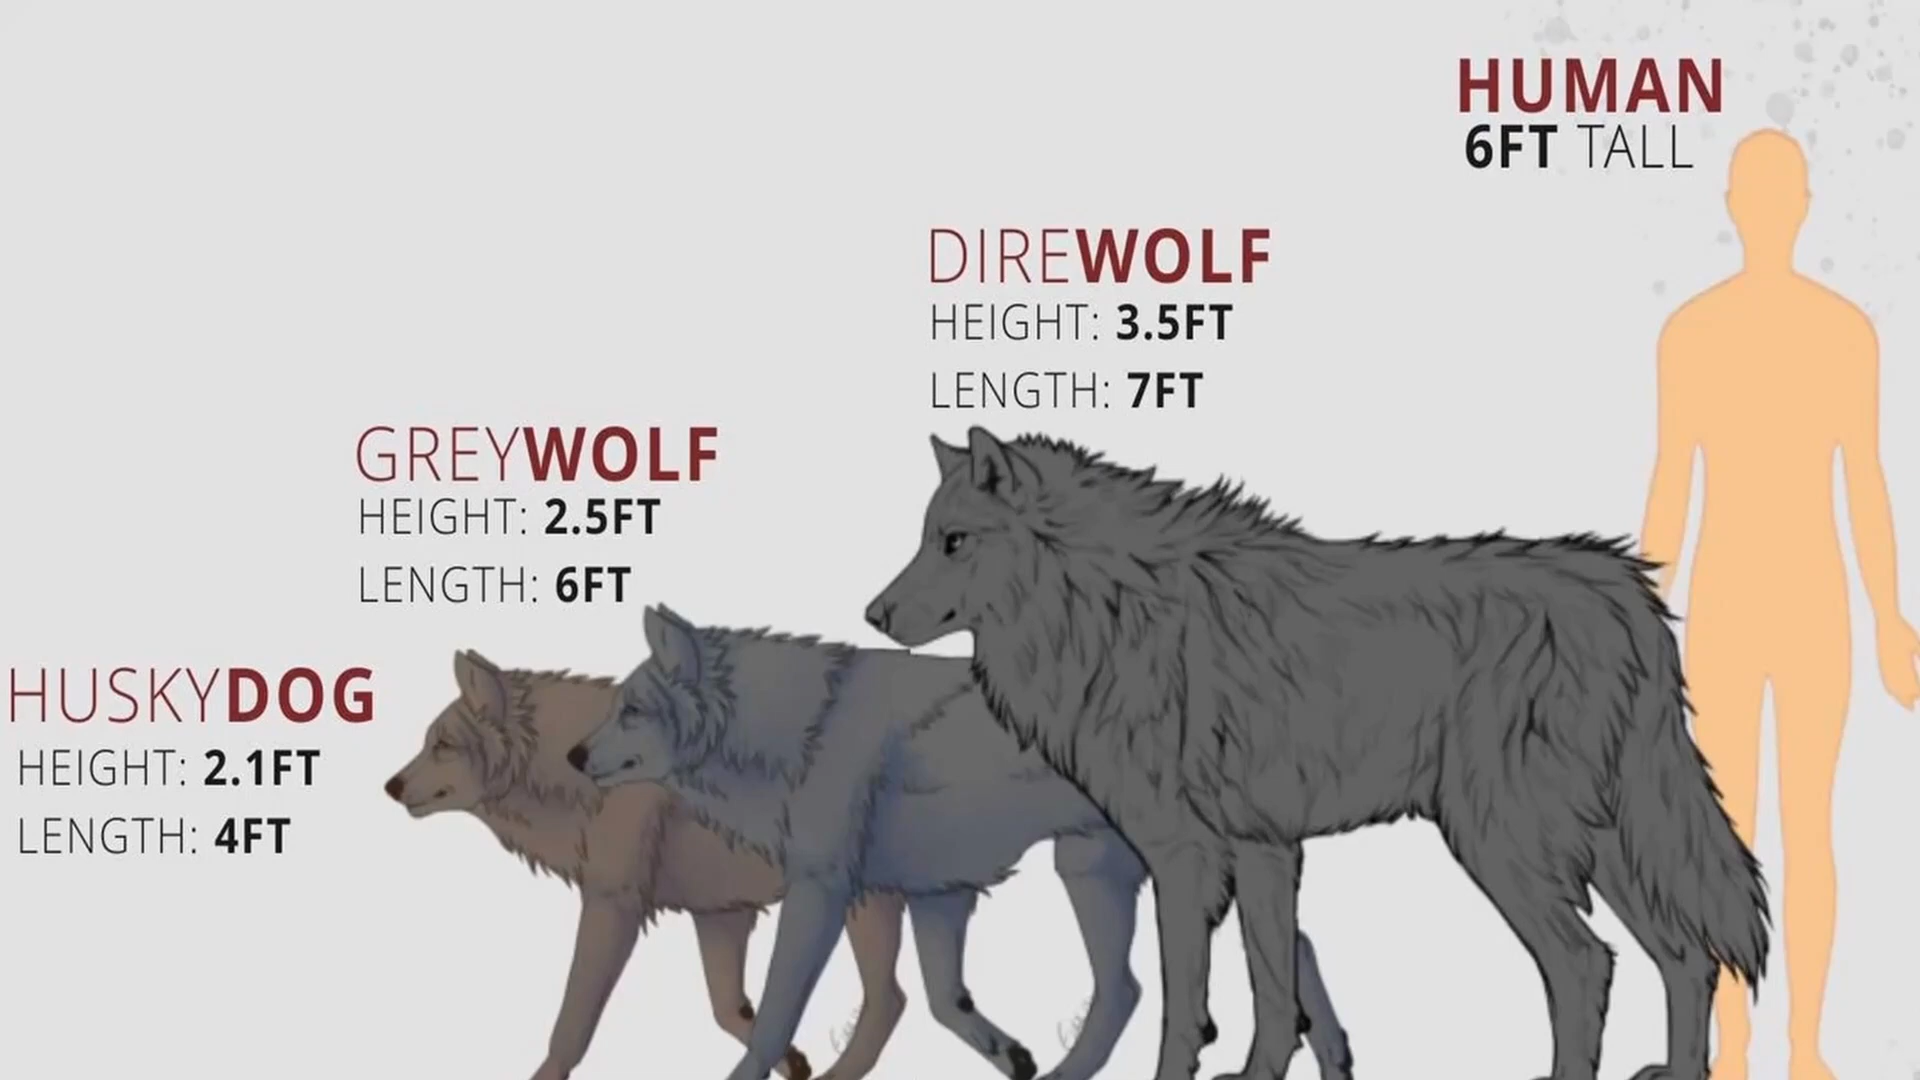 HUMAN
6FT TALL
DIREWOLF
HEIGHT: 3.5FT
LENGTH: 7FT
GREYWOLF
HEIGHT: 2.5FT
LENGTH: 6FT
HUSKYDOG
HEIGHT: 2.1FT
LENGTH: 4FT